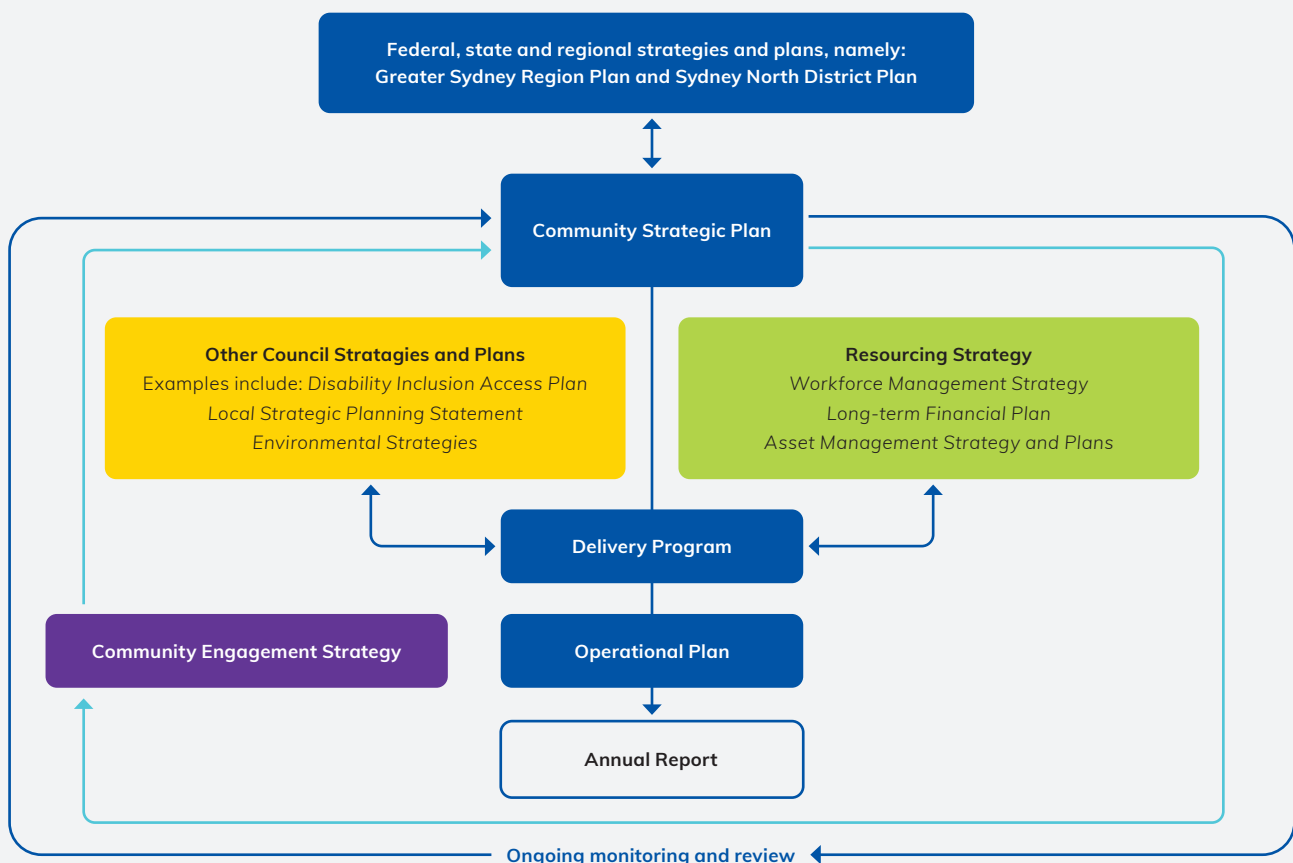 Federal, state and regional strategies and plans, namely:
Greater Sydney Region Plan and Sydney North District Plan
Community Strategic Plan
Other Council Stratagies and Plans
Examples include: Disability Inclusion Access Plan
Local Strategic Planning Statement
Environmental Strategies
Resourcing Strategy
Workforce Management Strategy
Long-term Financial Plan
Asset Management Strategy and Plans
Delivery Program
Community Engagement Strategy
Operational Plan
Annual Report
Ongoing monitoring and review